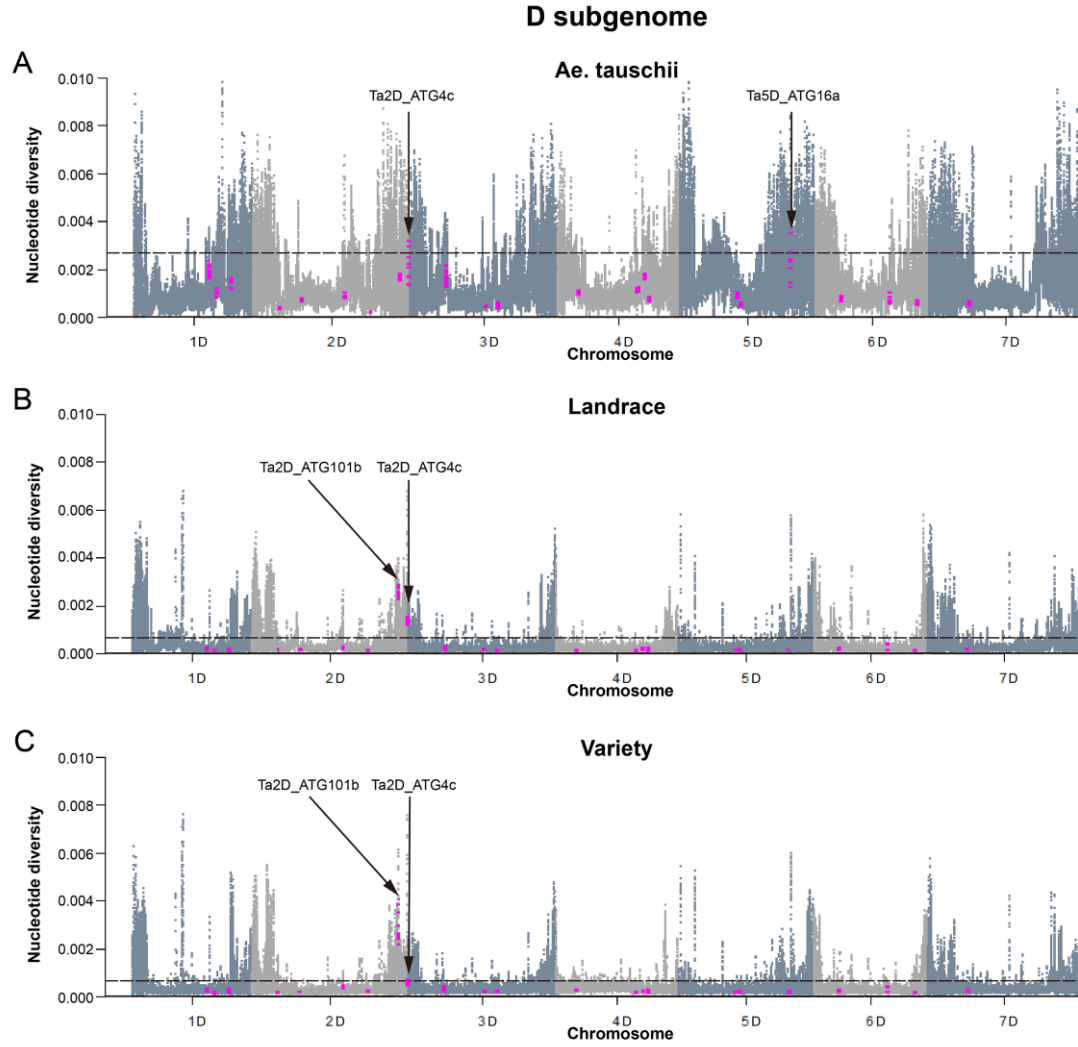 D subgenome
A
Ae. tauschii
Ta2D_ATG4c
Ta5D_ATG16a
Nucleotide diversity
0.010
0.008
0.006
0.004
0.002
0.000
1D
2D
3D
4D
5D
6D
7D
Chromosome
B
Landrace
Ta2D_ATG101b
Ta2D_ATG4c
Nucleotide diversity
0.010
0.008
0.006
0.004
0.002
0.000
1D
2D
3D
4D
5D
6D
7D
Chromosome
C
Variety
Ta2D_ATG101b
Ta2D_ATG4c
Nucleotide diversity
0.010
0.008
0.006
0.004
0.002
0.000
1D
2D
3D
4D
5D
6D
7D
Chromosome